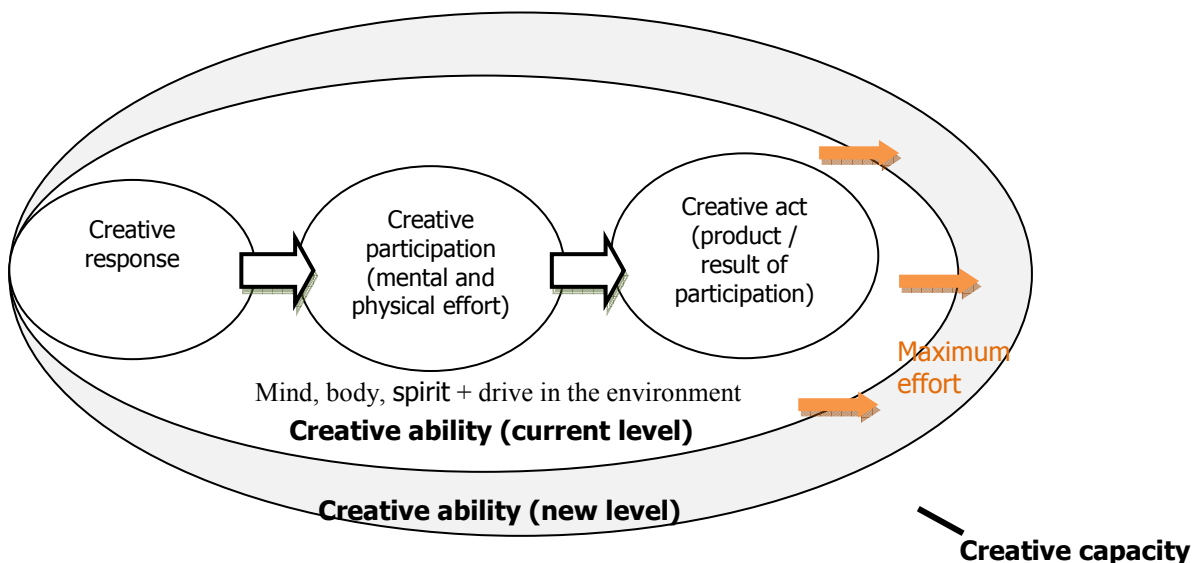 Creative
response
Creative
participation
(mental and
physical effort)
Creative act
(product /
result of
participation)
Maximum
effort
Mind, body, spirit + drive in the environment
Creative ability (current level)
Creative ability (new level)
Creative capacity